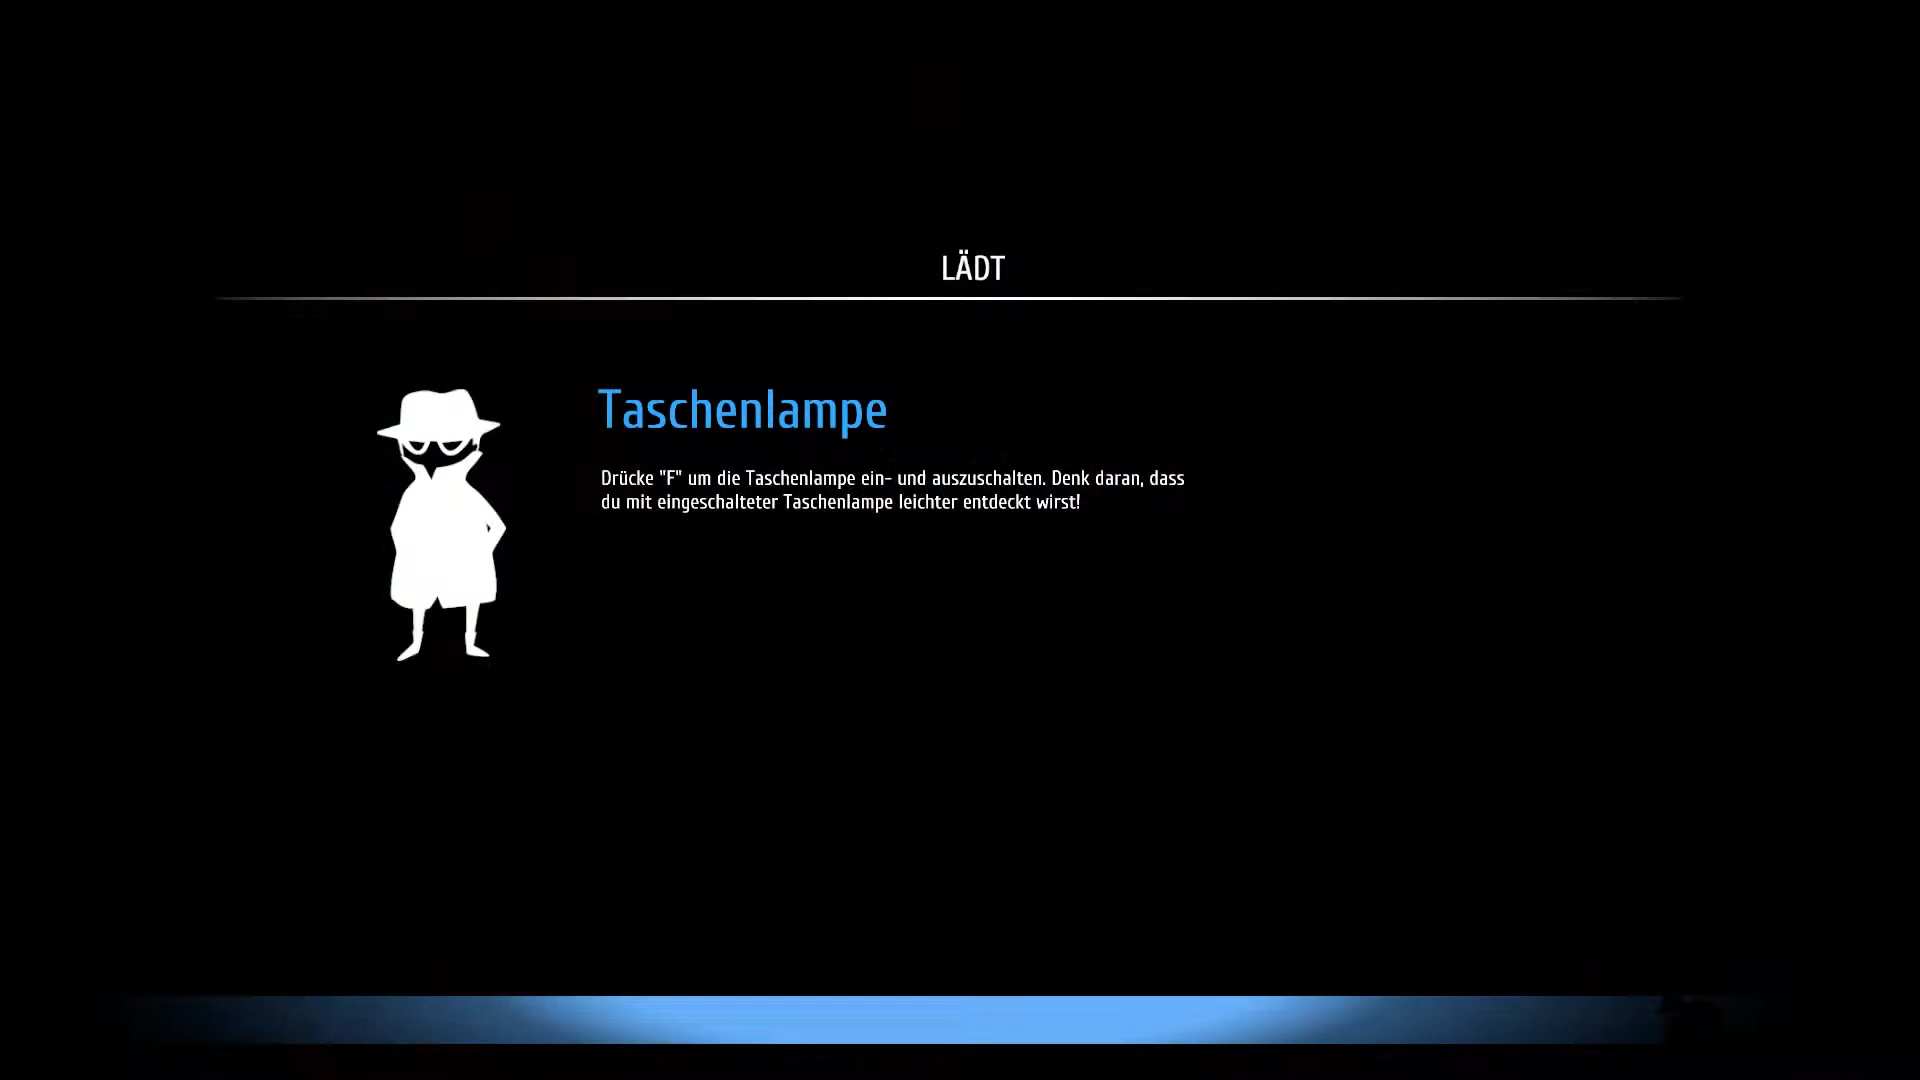 LÄDT
Taschenlampe
Drücke "F" um die Taschenlampe ein- und auszuschalten. Denk daran, dass
du mit eingeschalteter Taschenlampe leichter entdeckt wirst!